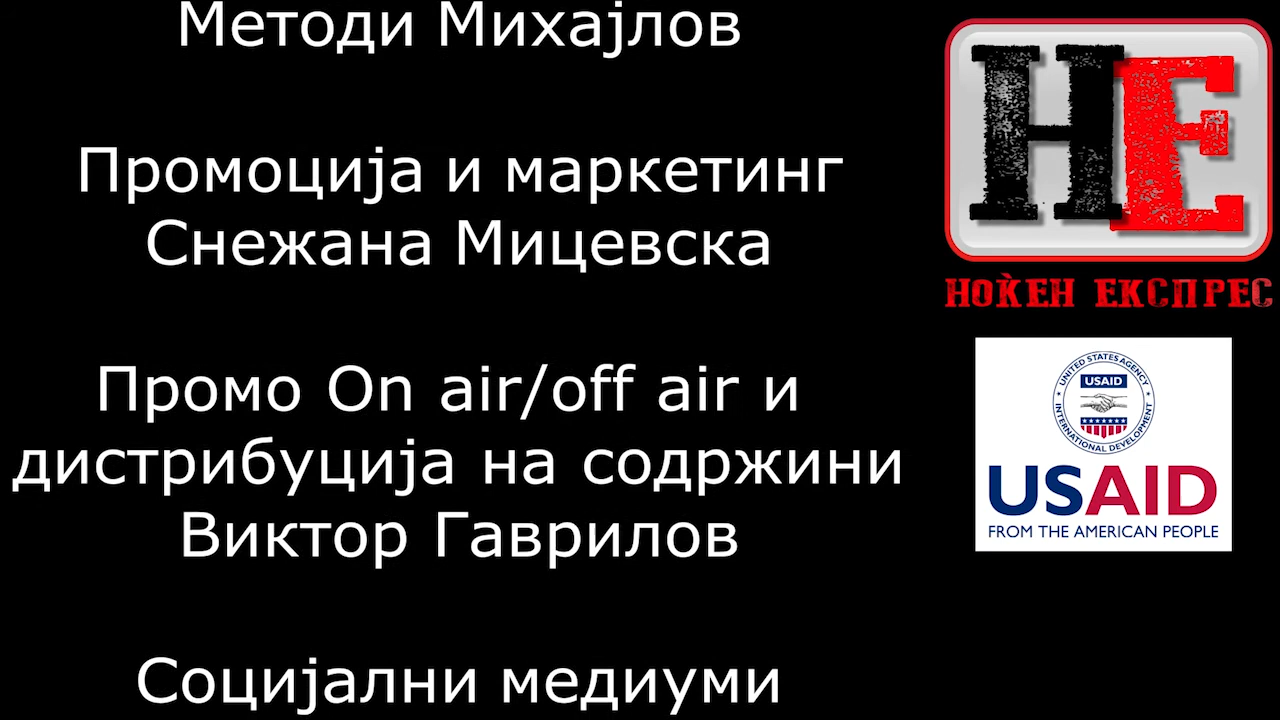 Методи Михајлов
Промоција и маркетинг
Снежана Мицевска
Промо On air/off air и
дистрибуција на содржини
Виктор Гаврилов
Социјални медиуми
НЕ
НОЌЕН ЕКСПРЕС
UNITED STATES AGENCY
USAID
INTERNATIONAL DEVELOPMENT
USAID
FROM THE AMERICAN PEOPLE